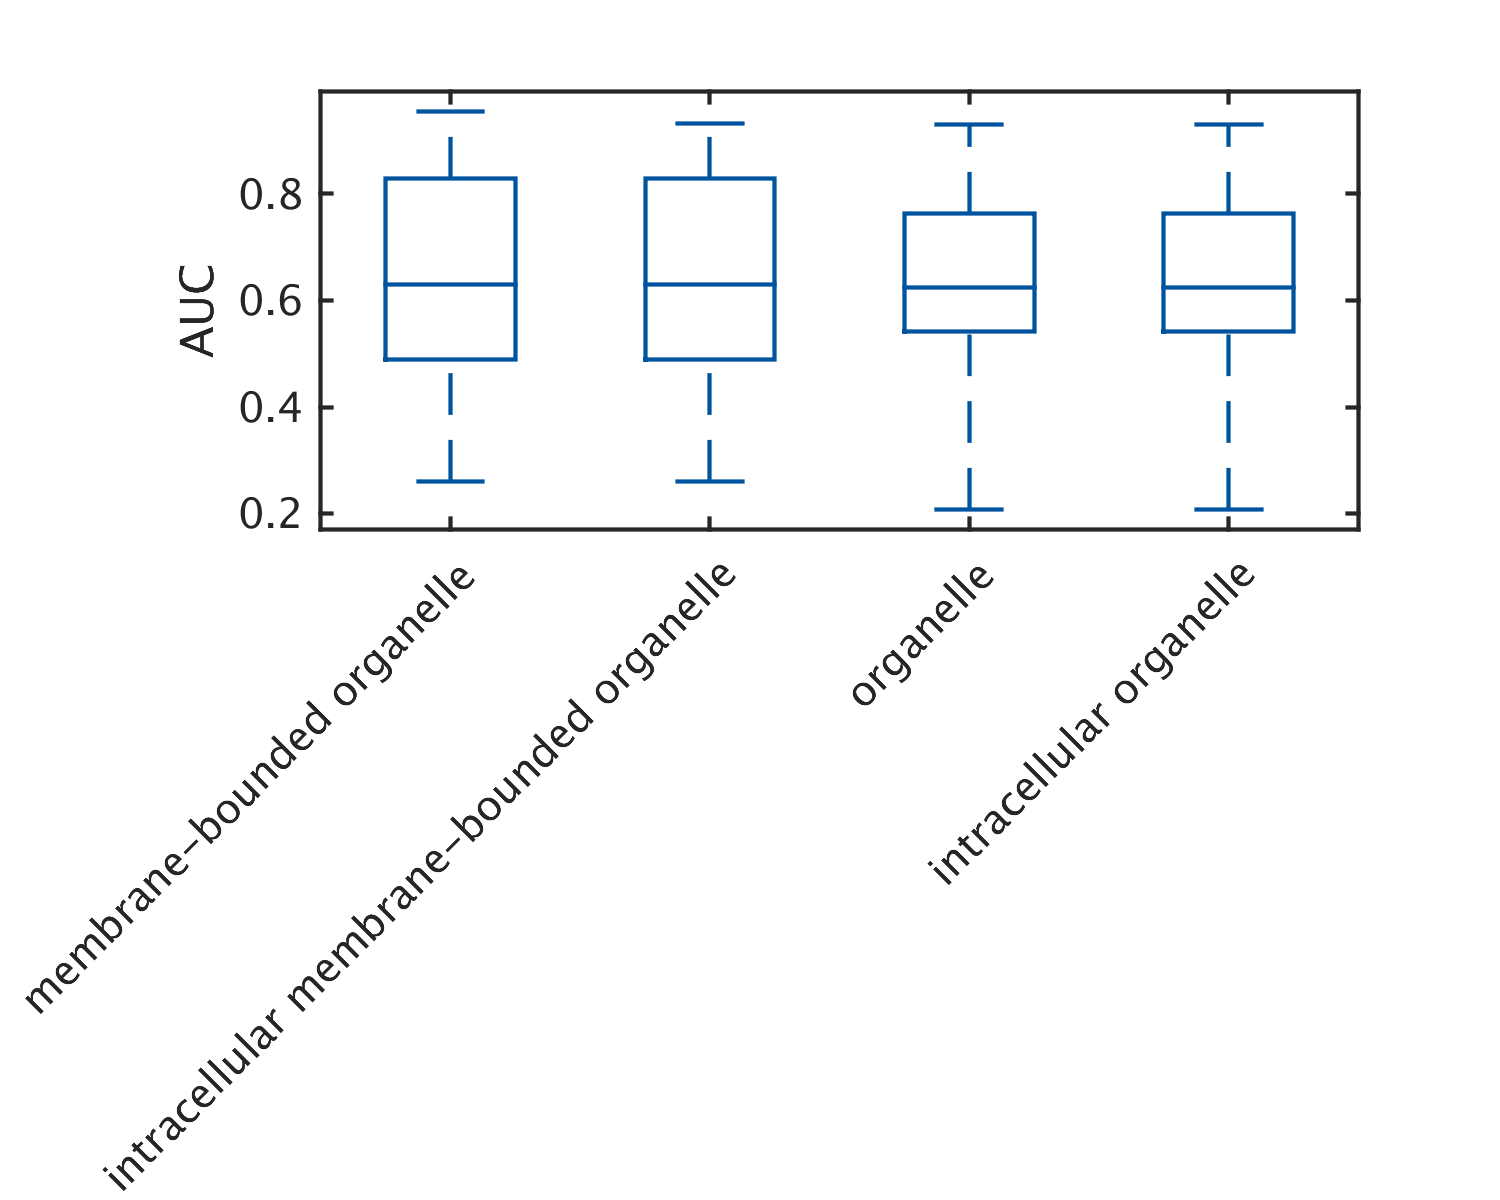 AUC
0.8
0.6
0.4
0.2
membrane–bounded organelle
intracellular membrane–bounded organelle
organelle
intracellular organelle